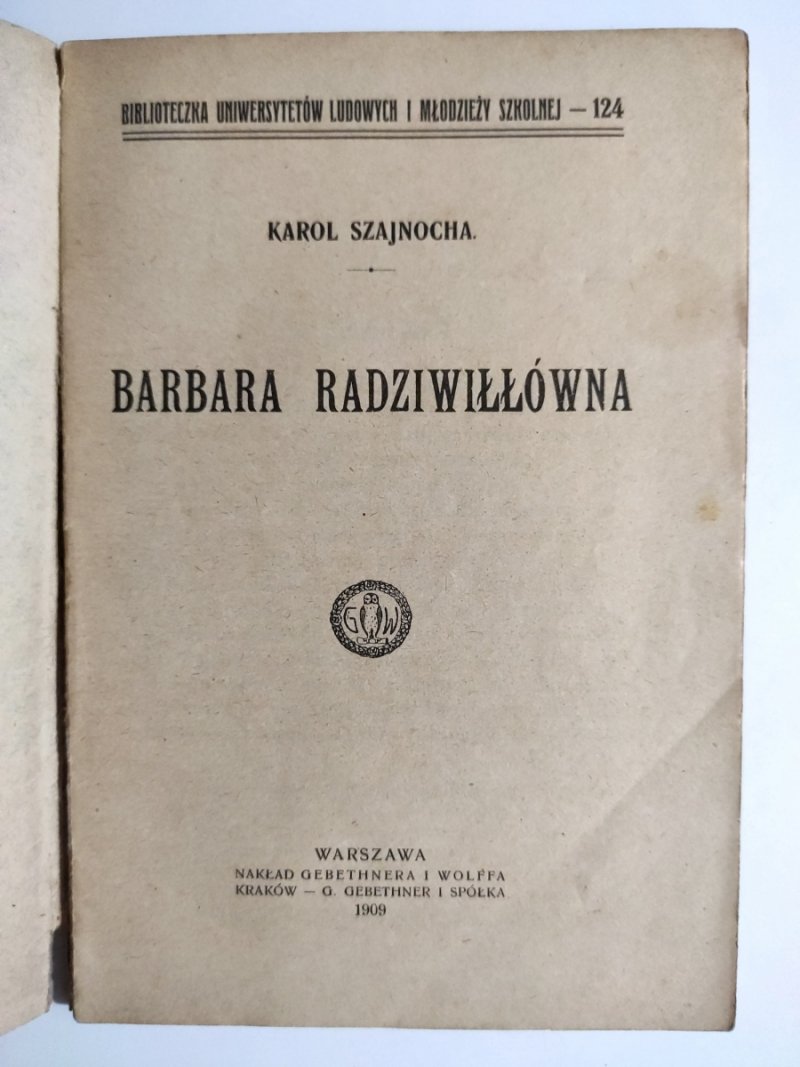 BIBLIOTECZKA UNIWERSYTETÓW LUDOWYCH I MŁODZIEŻY SZKOLNEJ — 124
KAROL SZAJNOCHA.
BARBARA RADZIWIŁŁÓWNA
G W
WARSZAWA
NAKŁAD GEBETHNERA I WOLFFA
KRAKÓW — G. GEBETHNER I SPÓŁKA
1909